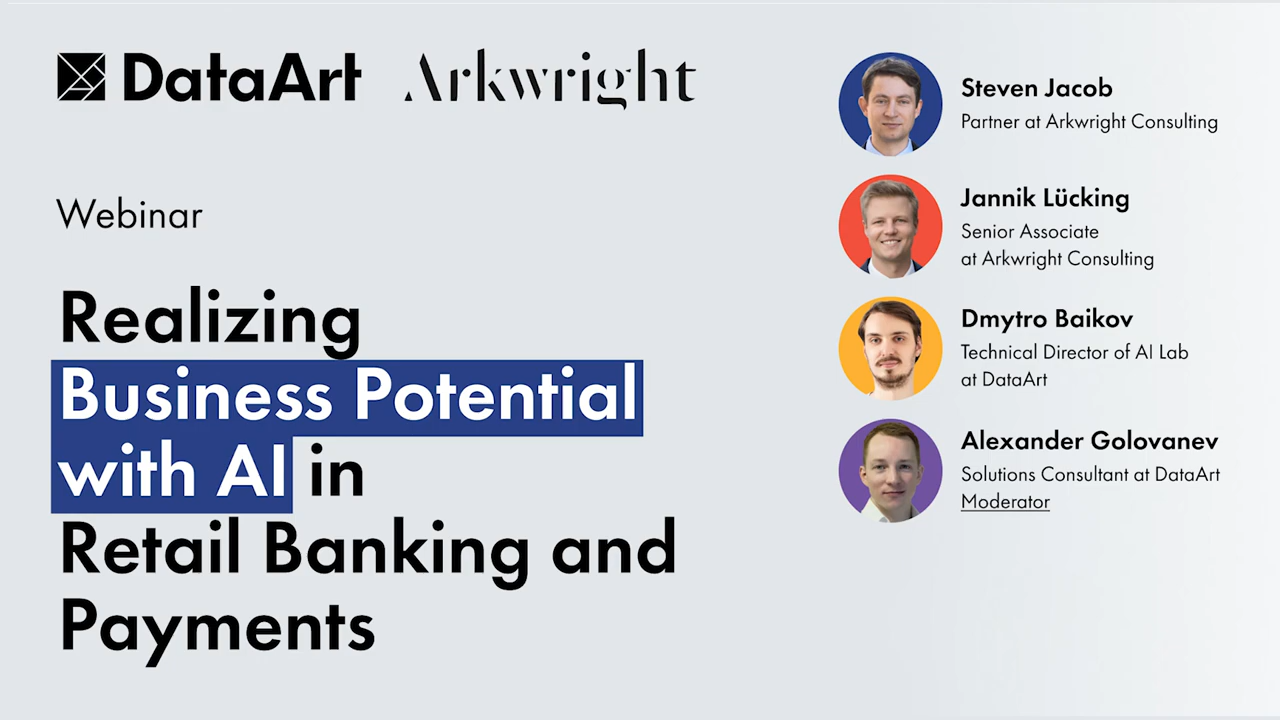 DataArt
Arkwright
Webinar
Realizing
Business Potential
with AI in
Retail Banking and
Payments
Steven Jacob
Partner at Arkwright Consulting
Jannik Lücking
Senior Associate
at Arkwright Consulting
Dmytro Baikov
Technical Director of AI Lab
at DataArt
Alexander Golovanev
Solutions Consultant at DataArt
Moderator